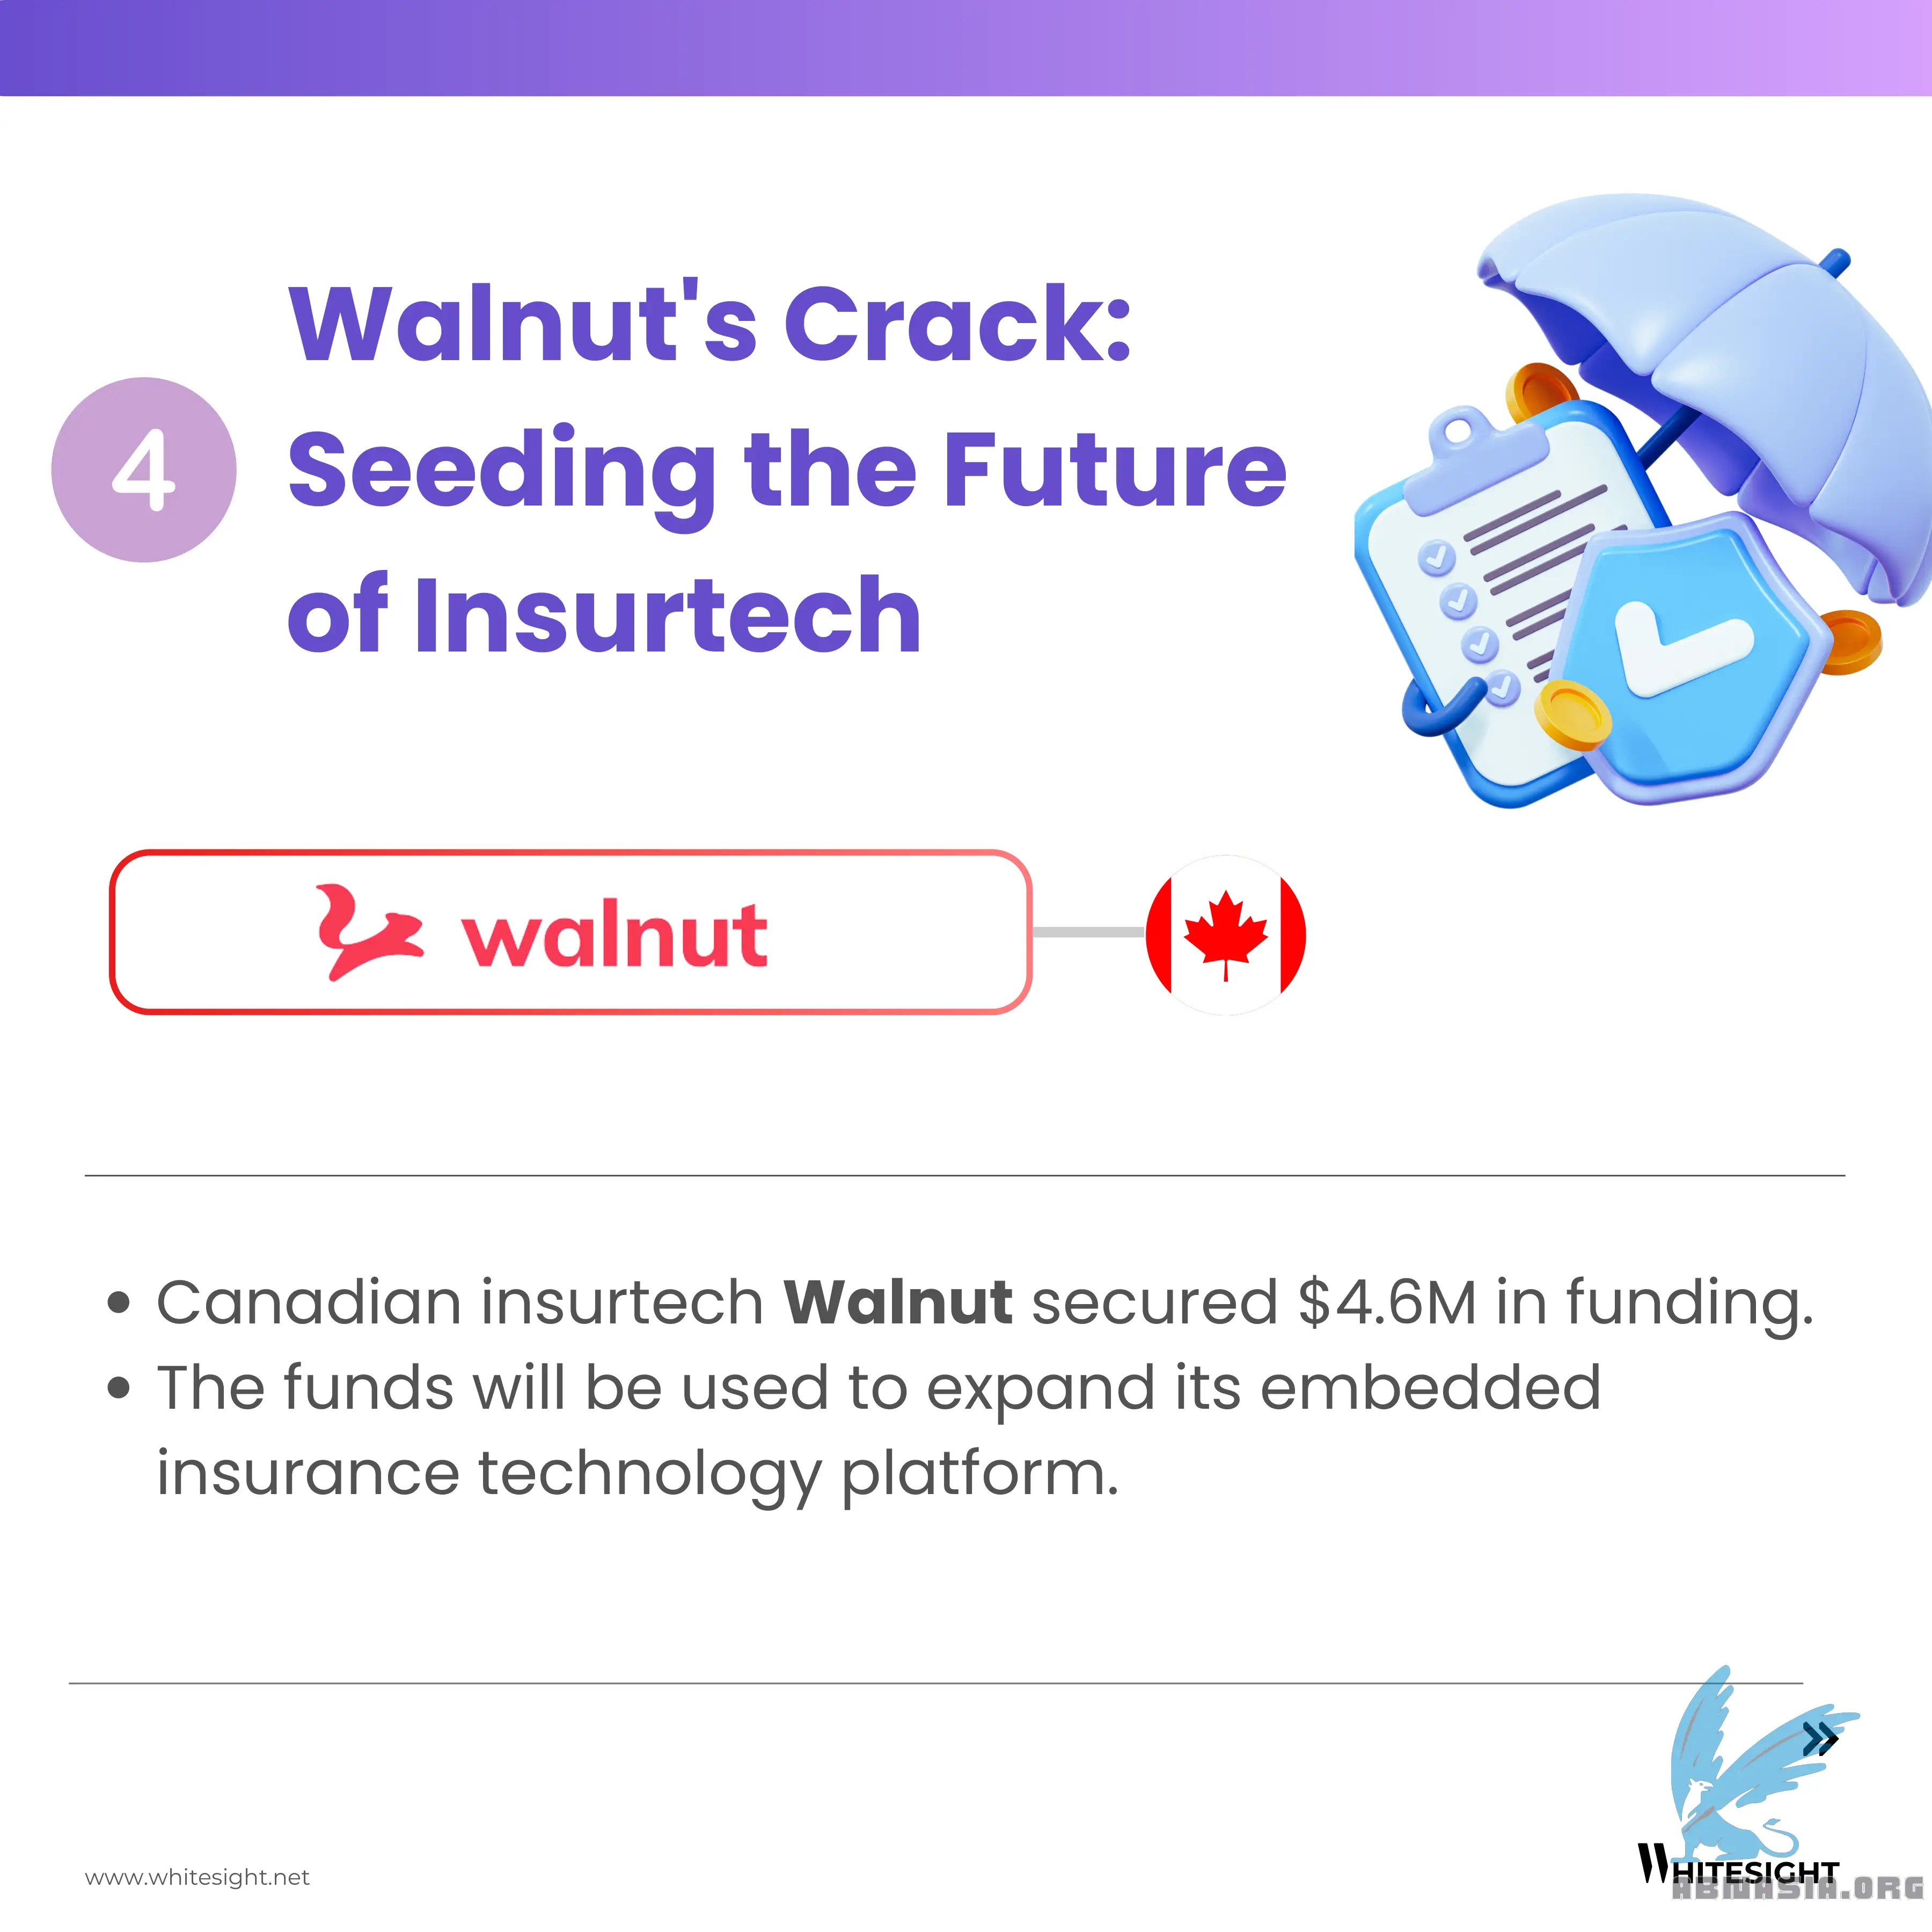 Walnut's Crack:
Seeding the Future
of Insurtech
4
walnut
• Canadian insurtech Walnut secured $4.6M in funding.
• The funds will be used to expand its embedded
insurance technology platform.
www.whitesight.net
WHITESIGHT
ABMASIA.ORG